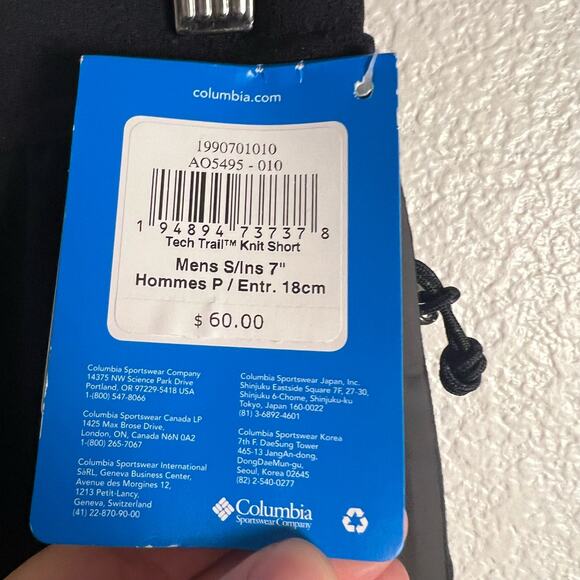 columbia.com
1990701010
AO5495 - 010
1 94894 73737 8
Tech Trail™ Knit Short
Mens S/Ins 7"
Hommes P / Entr. 18cm
$ 60.00
Columbia Sportswear Company
14375 NW Science Park Drive
Portland, OR 97229-5418 USA
1-(800) 547-8066
Columbia Sportswear Canada LP
1425 Max Brose Drive,
London, ON, Canada N6N 0A2
1-(800) 265-7067
Columbia Sportswear International
SàRL, Geneva Business Center,
Avenue des Morgines 12,
1213 Petit-Lancy,
Geneva, Switzerland
(41) 22-870-90-00
Columbia Sportswear Japan, Inc.
Shinjuku Eastside Square 7F, 27-30,
Shinjuku 6-Chome, Shinjuku-ku
Tokyo, Japan 160-0022
(81) 3-6892-4601
Columbia Sportswear Korea
7th F. DaeSung Tower
465-13 JangAn-dong,
DongDaeMun-gu,
Seoul, Korea 02645
(82) 2-540-0277
Columbia
Sportswear Company